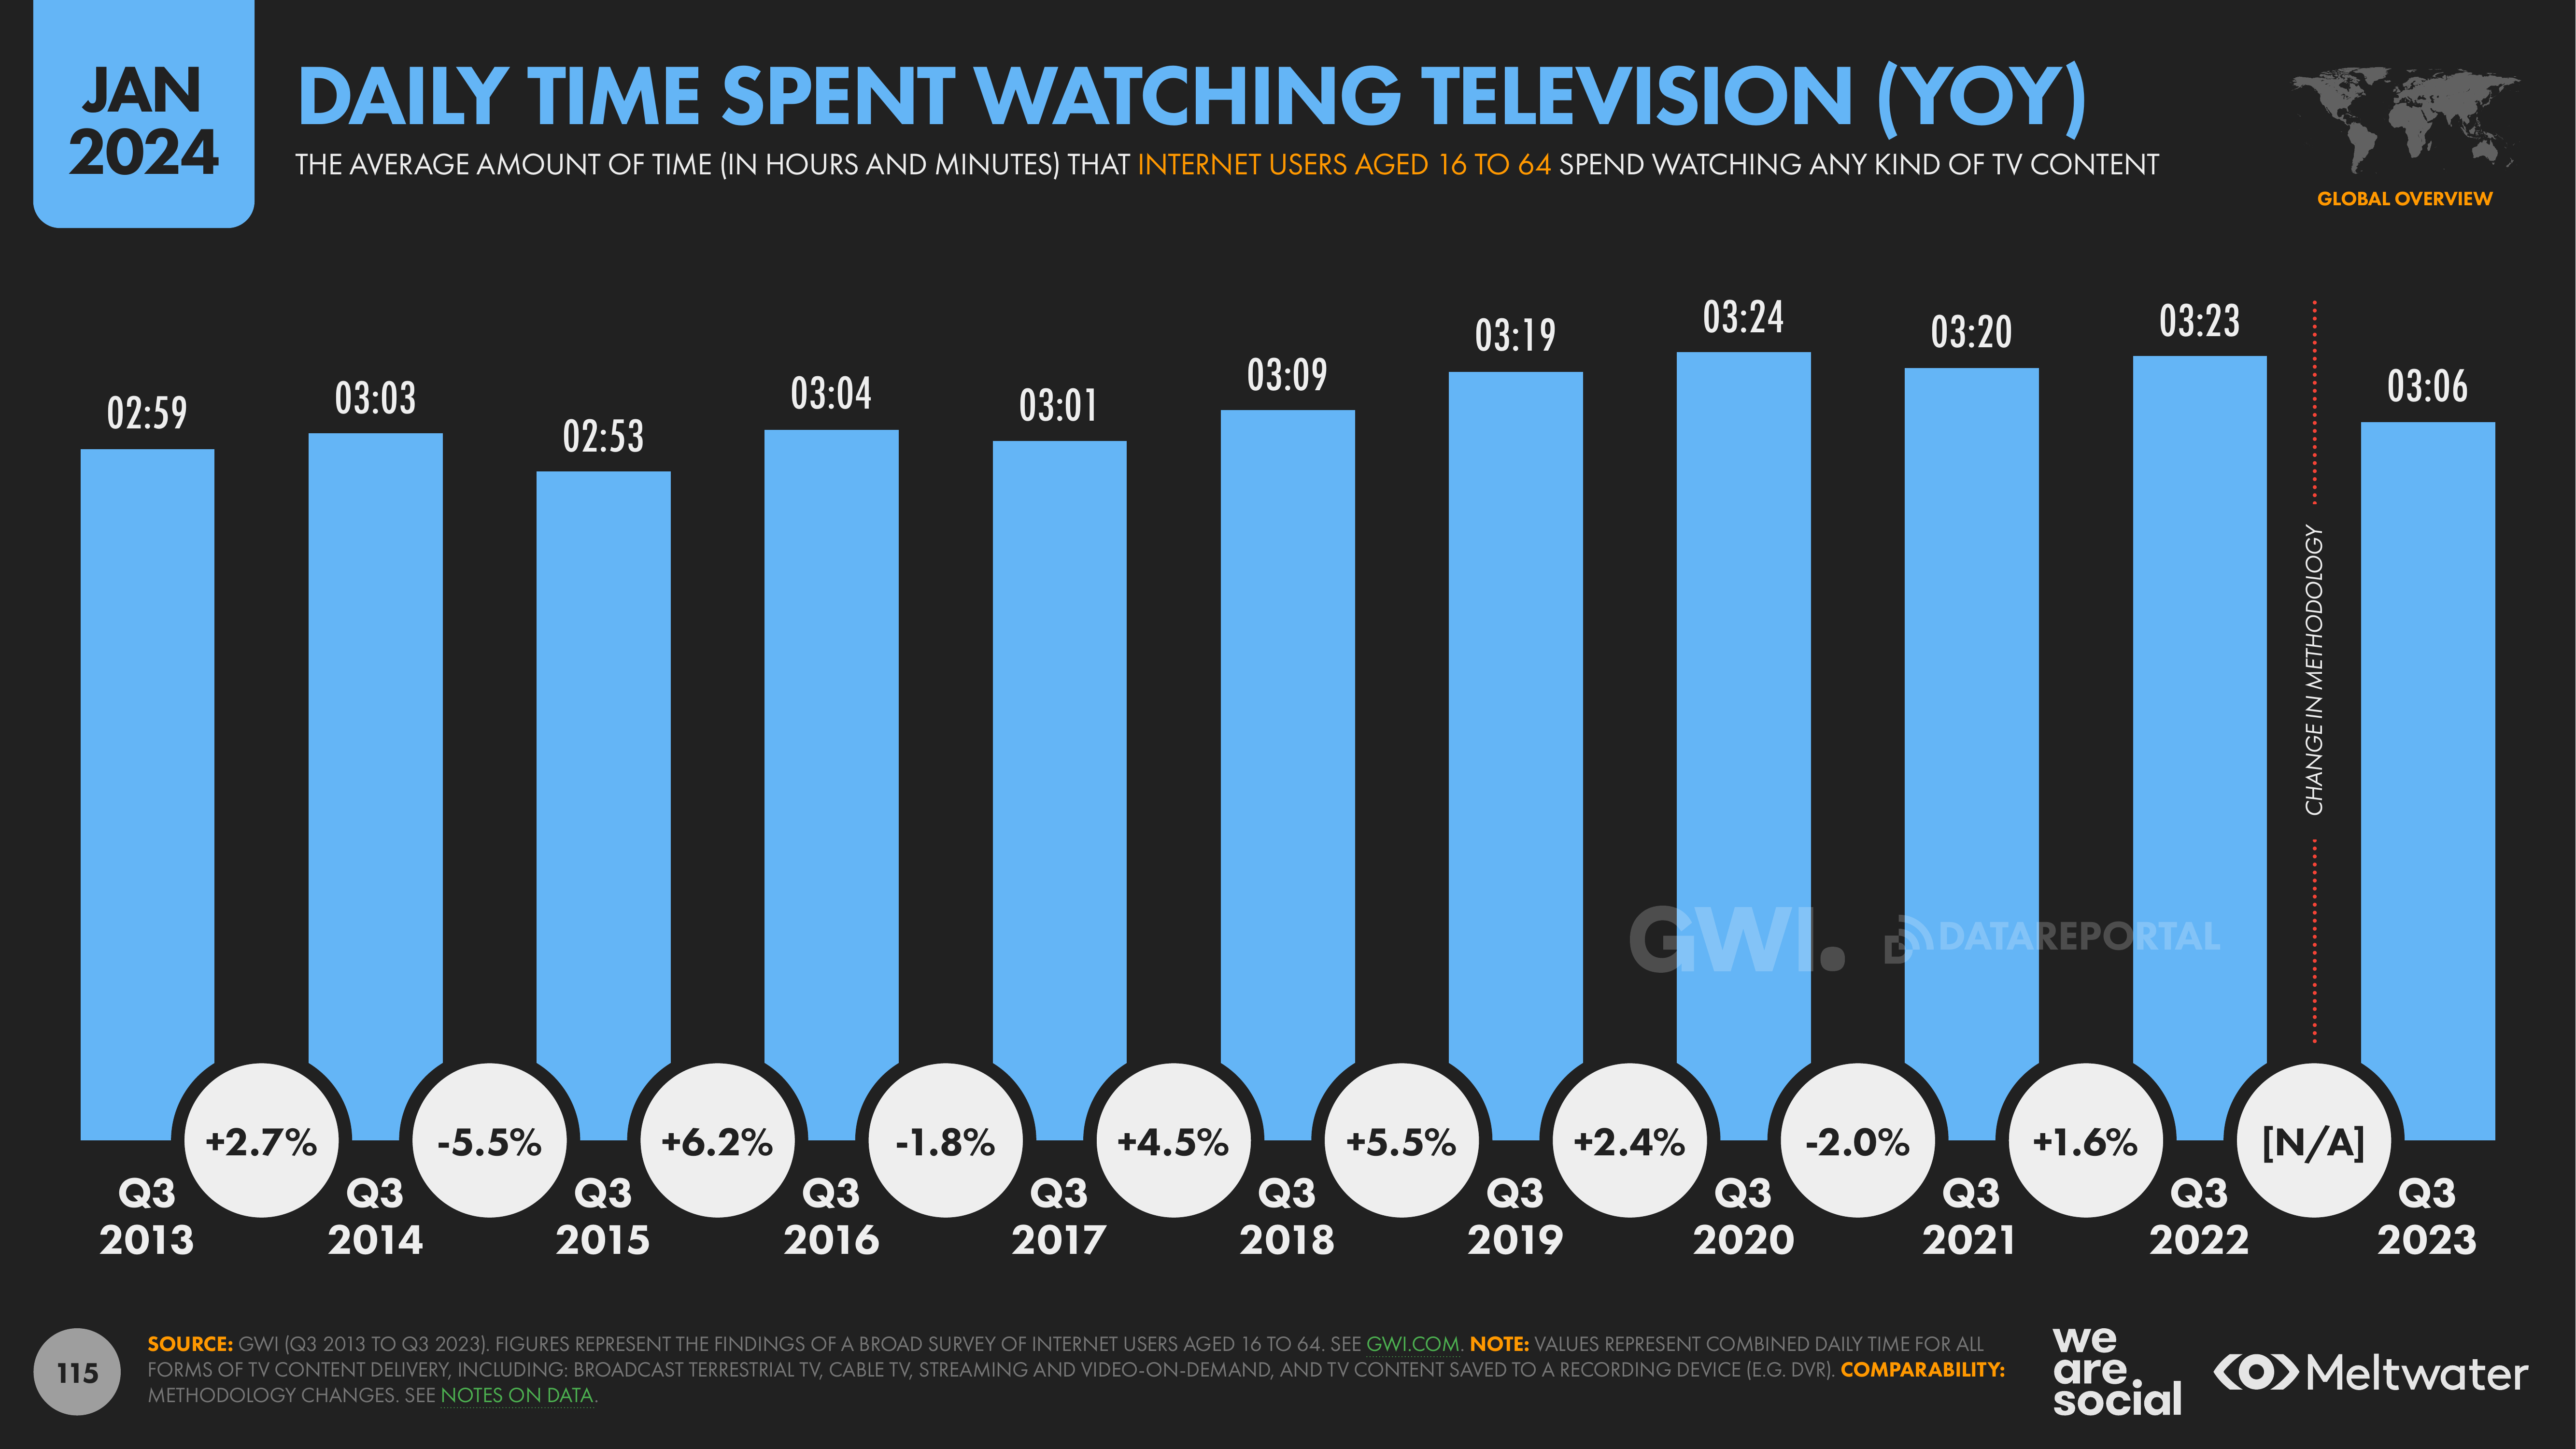 JAN
2024
DAILY TIME SPENT WATCHING TELEVISION (YOY)
THE AVERAGE AMOUNT OF TIME (IN HOURS AND MINUTES) THAT INTERNET USERS AGED 16 TO 64 SPEND WATCHING ANY KIND OF TV CONTENT
GLOBAL OVERVIEW
02:59
03:03
02:53
03:04
03:01
03:09
03:19
03:24
03:20
03:23
03:06
CHANGE IN METHODOLOGY
GWI.
DATAREPORTAL
+2.7%
-5.5%
+6.2%
-1.8%
+4.5%
+5.5%
+2.4%
-2.0%
+1.6%
[N/A]
Q3
2013
Q3
2014
Q3
2015
Q3
2016
Q3
2017
Q3
2018
Q3
2019
Q3
2020
Q3
2021
Q3
2022
Q3
2023
115
SOURCE: GWI (Q3 2013 TO Q3 2023). FIGURES REPRESENT THE FINDINGS OF A BROAD SURVEY OF INTERNET USERS AGED 16 TO 64. SEE GWI.COM. NOTE: VALUES REPRESENT COMBINED DAILY TIME FOR ALL
FORMS OF TV CONTENT DELIVERY, INCLUDING: BROADCAST TERRESTRIAL TV, CABLE TV, STREAMING AND VIDEO-ON-DEMAND, AND TV CONTENT SAVED TO A RECORDING DEVICE (E.G. DVR). COMPARABILITY:
METHODOLOGY CHANGES. SEE NOTES ON DATA.
we
are
social
Meltwater